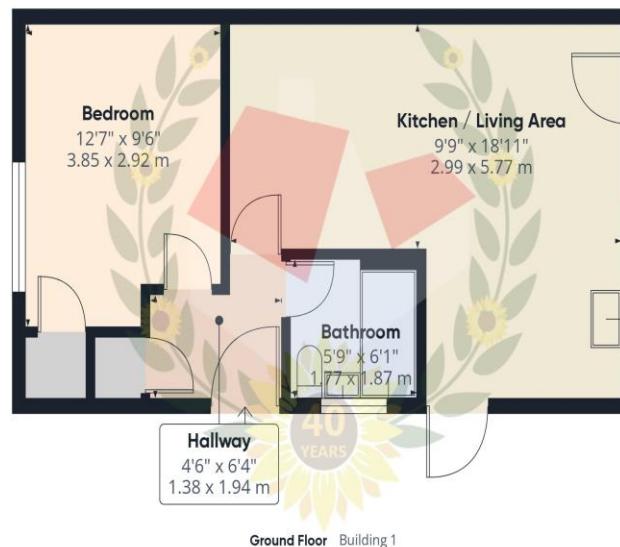 Bedroom
12'7" x 9'6"
3.85 x 2.92 m
Kitchen / Living Area
9'9" x 18'11"
2.99 x 5.77 m
Bathroom
5'9" x 6'1"
1.77 x 1.87 m
Hallway
4'6" x 6'4"
1.38 x 1.94 m
40
YEARS
Ground Floor Building 1